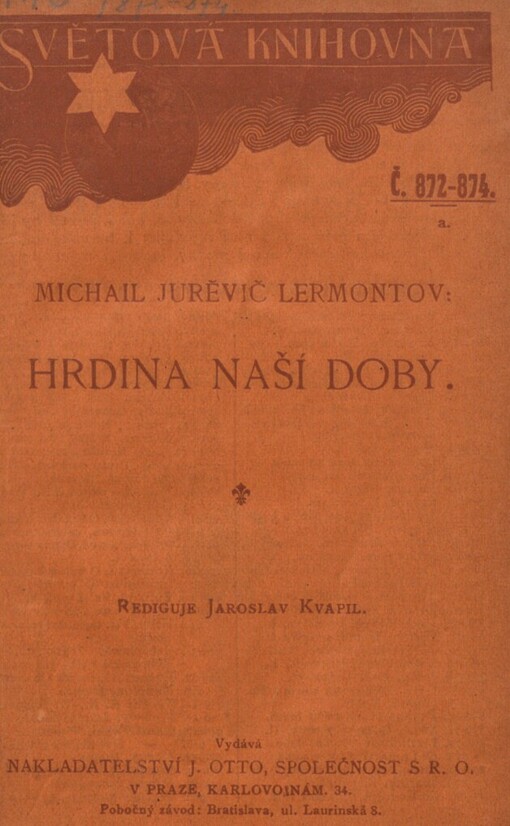 SVĚTOVÁ KNIHOVNA
Č. 872-874.
a.
MICHAIL JURĚVIČ LERMONTOV:
HRDINA NAŠÍ DOBY.
REDIGUJE JAROSLAV KVAPIL.
Vydává
NAKLADATELSTVÍ J. OTTO, SPOLEČNOST S R. O.
V PRAZE, KARLOVO NÁM. 34.
Pobočný závod: Bratislava, ul. Laurinská 8.